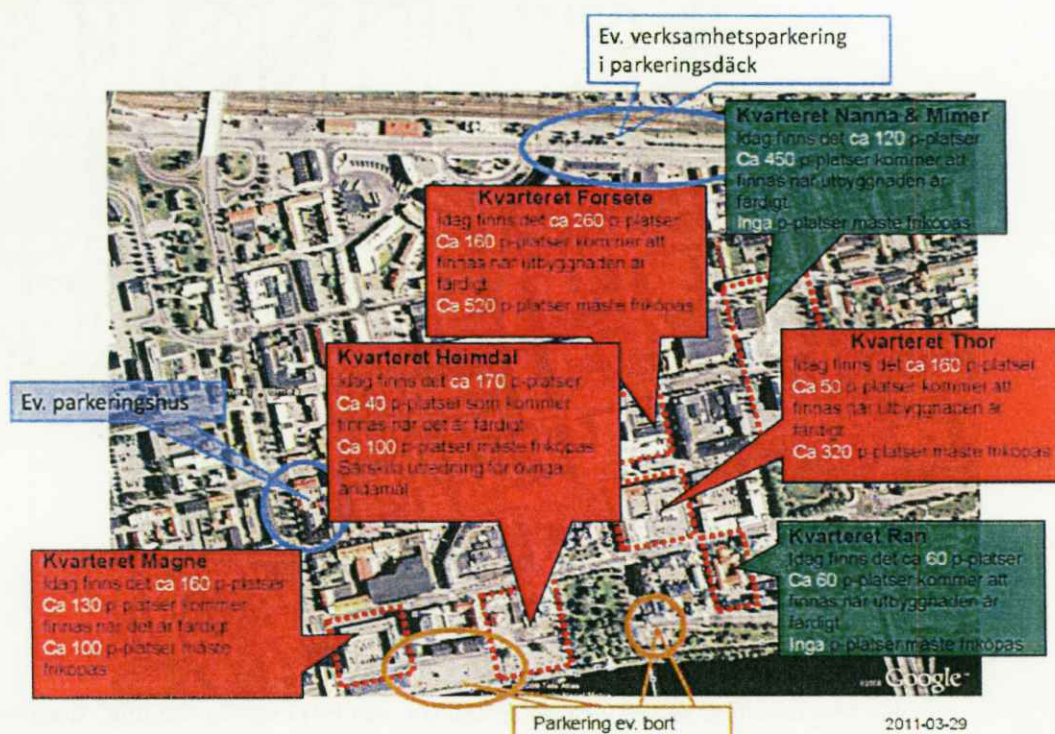 Ev. verksamhetsparkering
i parkeringsdäck
Kvarteret Nanna & Mimer
Idag finns det ca 120 p-platser
Ca 450 p-platser kommer att
finnas när utbyggnaden är
färdigt.
Inga p-platser måste friköpas
Kvarteret Forsete
Idag finns det ca 260 p-platser
Ca 160 p-platser kommer att
finnas när utbyggnaden är
färdigt.
Ca 520 p-platser måste friköpas
Kvarteret Thor
Idag finns det ca 160 p-platser
Ca 50 p-platser kommer att
finnas när utbyggnaden är
färdigt
Ca 320 p-platser måste friköpas
Kvarteret Heimdal
Idag finns det ca 170 p-platser
Ca 40 p-platser som kommer
finnas när det är färdigt
Ca 100 p-platser måste friköpas
Särskild utredning för övriga
ändamål
Ev. parkeringshus
Kvarteret Magne
Idag finns det ca 160 p-platser
Ca 130 p-platser kommer
finnas när det är färdigt
Ca 100 p-platser måste
friköpas
Kvarteret Ran
Idag finns det ca 60 p-platser
Ca 60 p-platser kommer att
finnas när utbyggnaden är
färdigt
Inga p-platser måste friköpas
Google
Parkering ev. bort
2011-03-29